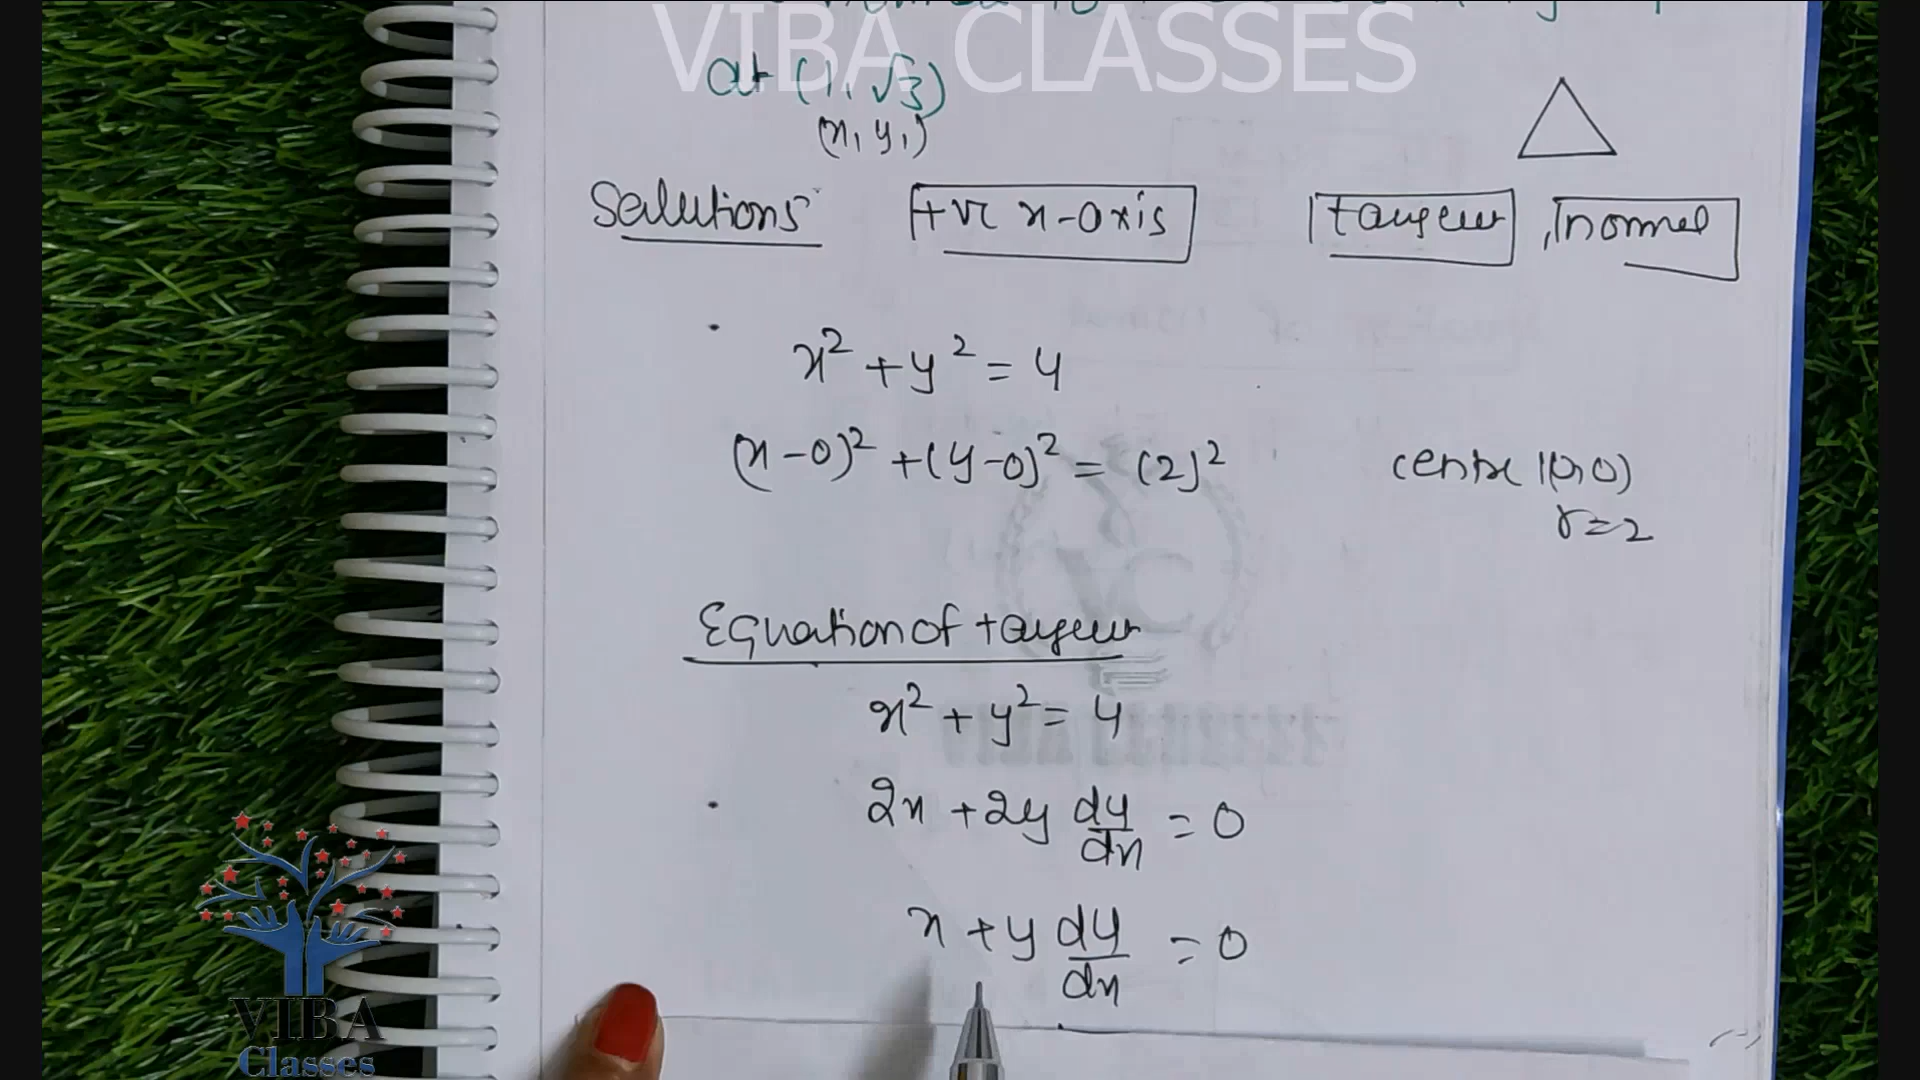 VIBA CLASSES
at (1, √3)
(x₁ y₁)
Solutions
+ve x-axis
tangent, normal
x² + y² = 4
(x-0)² + (y-0)² = (2)²
centre (0,0)
r=2
Equation of tangent
x² + y² = 4
2x + 2y dy/dx = 0
x + y dy/dx = 0
VIBA
Classes